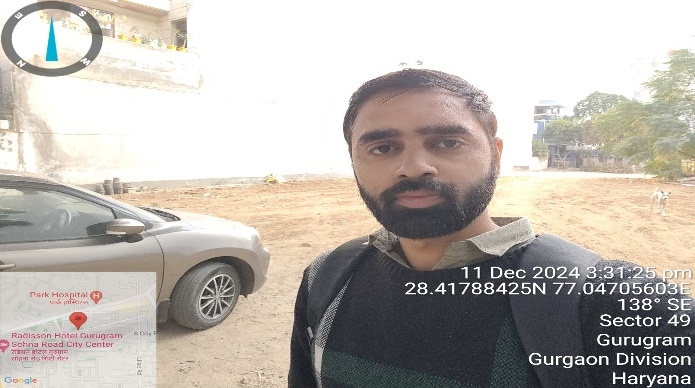 E
S
N
W
Park Hospital H
पार्क हॉस्पिटल
Radisson Hotel Gurugram
Sohna Road City Center
Google
11 Dec 2024 3:31:25 pm
28.41788425N 77.04705603E
138° SE
Sector 49
Gurugram
Gurgaon Division
Haryana